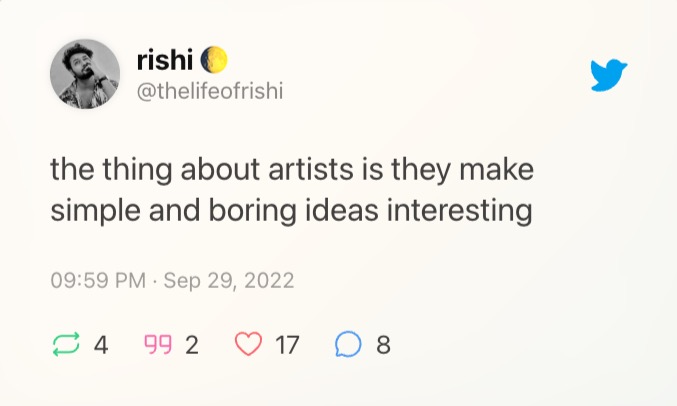 rishi 🌔
@thelifeofrishi
the thing about artists is they make
simple and boring ideas interesting
09:59 PM · Sep 29, 2022
4 2 17 8